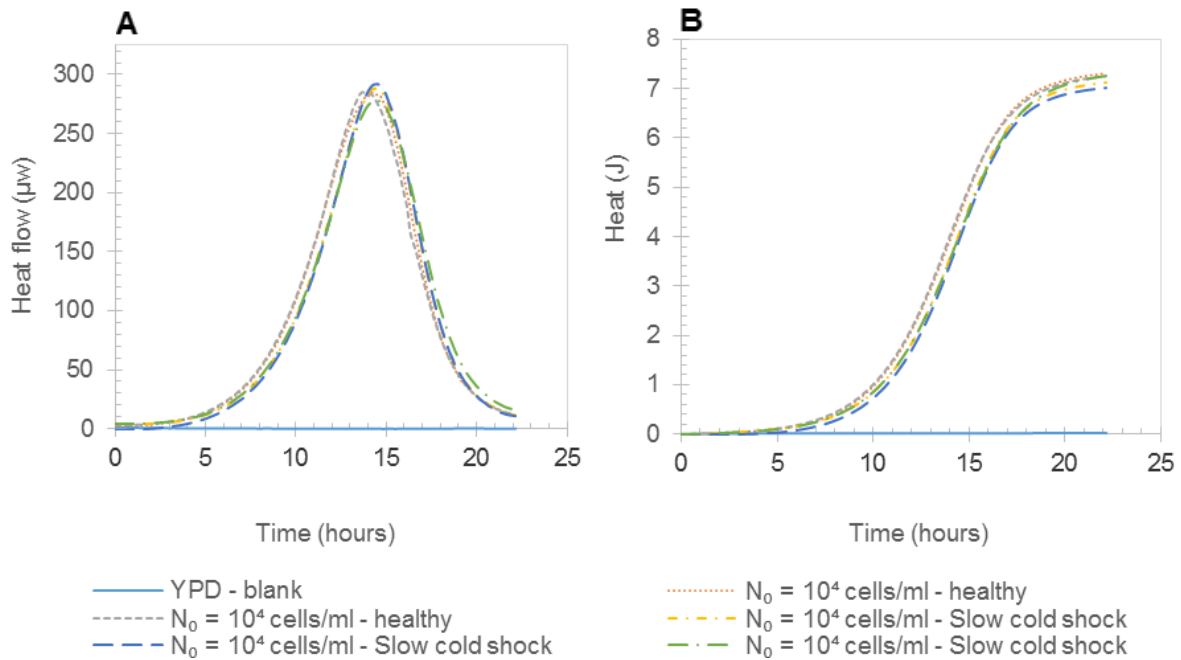 A
Heat flow (µw)
300
250
200
150
100
50
0
0 5 10 15 20 25
Time (hours)
B
Heat (J)
8
7
6
5
4
3
2
1
0
0 5 10 15 20 25
Time (hours)
YPD - blank
N₀ = 10⁴ cells/ml - healthy
N₀ = 10⁴ cells/ml - healthy
N₀ = 10⁴ cells/ml - Slow cold shock
N₀ = 10⁴ cells/ml - Slow cold shock
N₀ = 10⁴ cells/ml - Slow cold shock